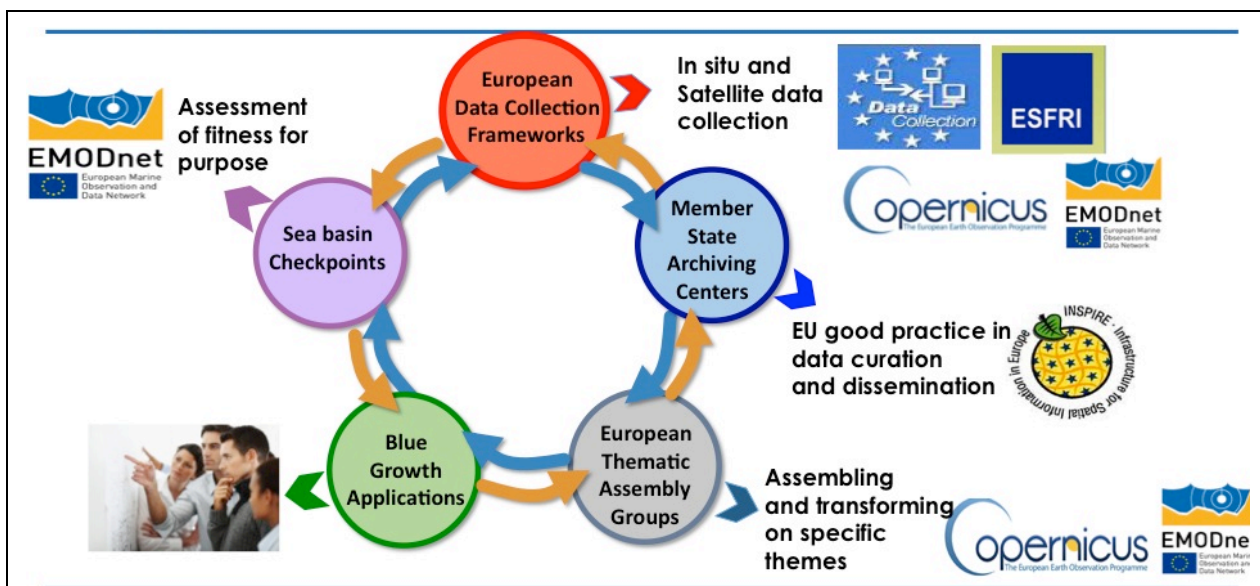 European
Data Collection
Frameworks
In situ and
Satellite data
collection
Data
Collection
ESFRI
EMODnet
European Marine
Observation and
Data Network
Assessment
of fitness for
purpose
Sea basin
Checkpoints
Member
State
Archiving
Centers
Copernicus
The European Earth Observation Programme
EMODnet
European Marine
Observation and
Data Network
EU good practice in
data curation
and dissemination
INSPIRE · Infrastructure for Spatial Information in Europe
Blue
Growth
Applications
European
Thematic
Assembly
Groups
Assembling
and transforming
on specific
themes
Copernicus
The European Earth Observation Programme
EMODnet
European Marine
Observation and
Data Network